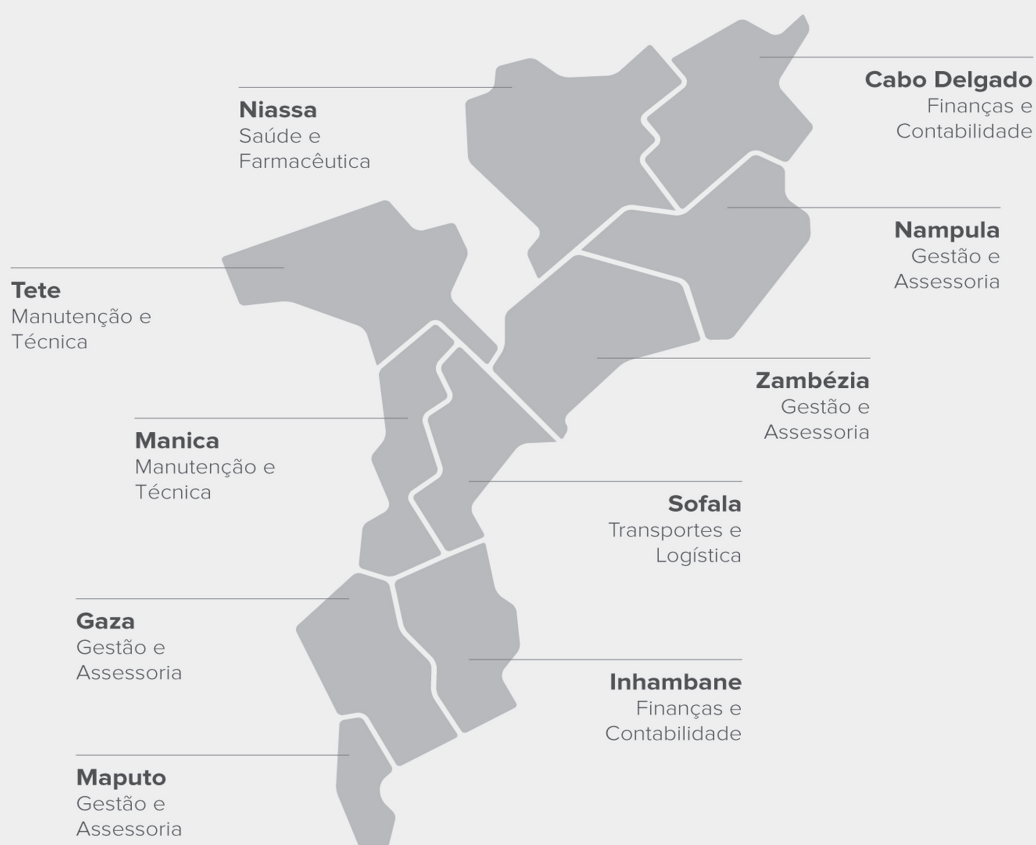 Cabo Delgado
Finanças e
Contabilidade
Niassa
Saúde e
Farmacêutica
Nampula
Gestão e
Assessoria
Tete
Manutenção e
Técnica
Zambézia
Gestão e
Assessoria
Manica
Manutenção e
Técnica
Sofala
Transportes e
Logística
Gaza
Gestão e
Assessoria
Inhambane
Finanças e
Contabilidade
Maputo
Gestão e
Assessoria